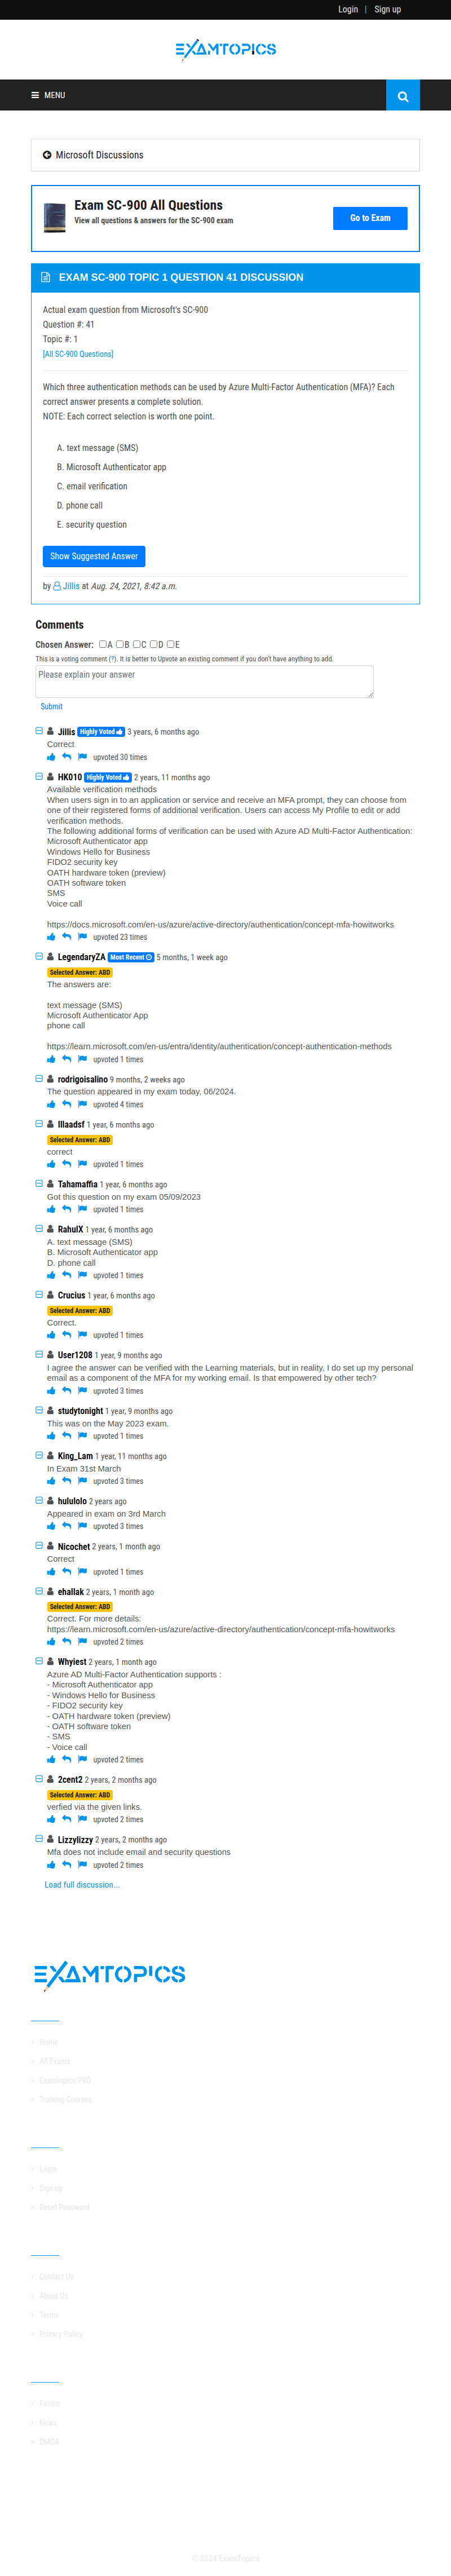 Login | Sign up
EXAMTOPICS
MENU
Microsoft Discussions
Exam SC-900 All Questions
View all questions & answers for the SC-900 exam
Go to Exam
EXAM SC-900 TOPIC 1 QUESTION 41 DISCUSSION
Actual exam question from Microsoft's SC-900
Question #: 41
Topic #: 1
[All SC-900 Questions]
Which three authentication methods can be used by Azure Multi-Factor Authentication (MFA)? Each
correct answer presents a complete solution.
NOTE: Each correct selection is worth one point.
A. text message (SMS)
B. Microsoft Authenticator app
C. email verification
D. phone call
E. security question
Show Suggested Answer
by Jillis at Aug. 24, 2021, 8:42 a.m.
Comments
Chosen Answer: A B C D E
This is a voting comment (?). It is better to Upvote an existing comment if you don't have anything to add.
Please explain your answer
Submit
Jillis Highly Voted 3 years, 6 months ago
Correct
upvoted 30 times
HK010 Highly Voted 2 years, 11 months ago
Available verification methods
When users sign in to an application or service and receive an MFA prompt, they can choose from
one of their registered forms of additional verification. Users can access My Profile to edit or add
verification methods.
The following additional forms of verification can be used with Azure AD Multi-Factor Authentication:
Microsoft Authenticator app
Windows Hello for Business
FIDO2 security key
OATH hardware token (preview)
OATH software token
SMS
Voice call
https://docs.microsoft.com/en-us/azure/active-directory/authentication/concept-mfa-howitworks
upvoted 23 times
LegendaryZA Most Recent 5 months, 1 week ago
Selected Answer: ABD
The answers are:
text message (SMS)
Microsoft Authenticator App
phone call
https://learn.microsoft.com/en-us/entra/identity/authentication/concept-authentication-methods
upvoted 1 times
rodrigoisalino 9 months, 2 weeks ago
The question appeared in my exam today, 06/2024.
upvoted 4 times
Illaadsf 1 year, 6 months ago
Selected Answer: ABD
correct
upvoted 1 times
Tahamaffia 1 year, 6 months ago
Got this question on my exam 05/09/2023
upvoted 1 times
RahulX 1 year, 6 months ago
A. text message (SMS)
B. Microsoft Authenticator app
D. phone call
upvoted 1 times
Crucius 1 year, 6 months ago
Selected Answer: ABD
Correct.
upvoted 1 times
User1208 1 year, 9 months ago
I agree the answer can be verified with the Learning materials, but in reality, I do set up my personal
email as a component of the MFA for my working email. Is that empowered by other tech?
upvoted 3 times
studytonight 1 year, 9 months ago
This was on the May 2023 exam.
upvoted 1 times
King_Lam 1 year, 11 months ago
In Exam 31st March
upvoted 3 times
hululolo 2 years ago
Appeared in exam on 3rd March
upvoted 3 times
Nicochet 2 years, 1 month ago
Correct
upvoted 1 times
ehallak 2 years, 1 month ago
Selected Answer: ABD
Correct. For more details:
https://learn.microsoft.com/en-us/azure/active-directory/authentication/concept-mfa-howitworks
upvoted 2 times
Whyiest 2 years, 1 month ago
Azure AD Multi-Factor Authentication supports :
- Microsoft Authenticator app
- Windows Hello for Business
- FIDO2 security key
- OATH hardware token (preview)
- OATH software token
- SMS
- Voice call
upvoted 2 times
2cent2 2 years, 2 months ago
Selected Answer: ABD
verfied via the given links.
upvoted 2 times
Lizzylizzy 2 years, 2 months ago
Mfa does not include email and security questions
upvoted 2 times
Load full discussion...
EXAMTOPICS
Home
All Exams
Examtopics PRO
Training Courses
Login
Sign up
Reset Password
Contact Us
About Us
Terms
Privacy Policy
Forum
News
DMCA
© 2024 ExamTopics